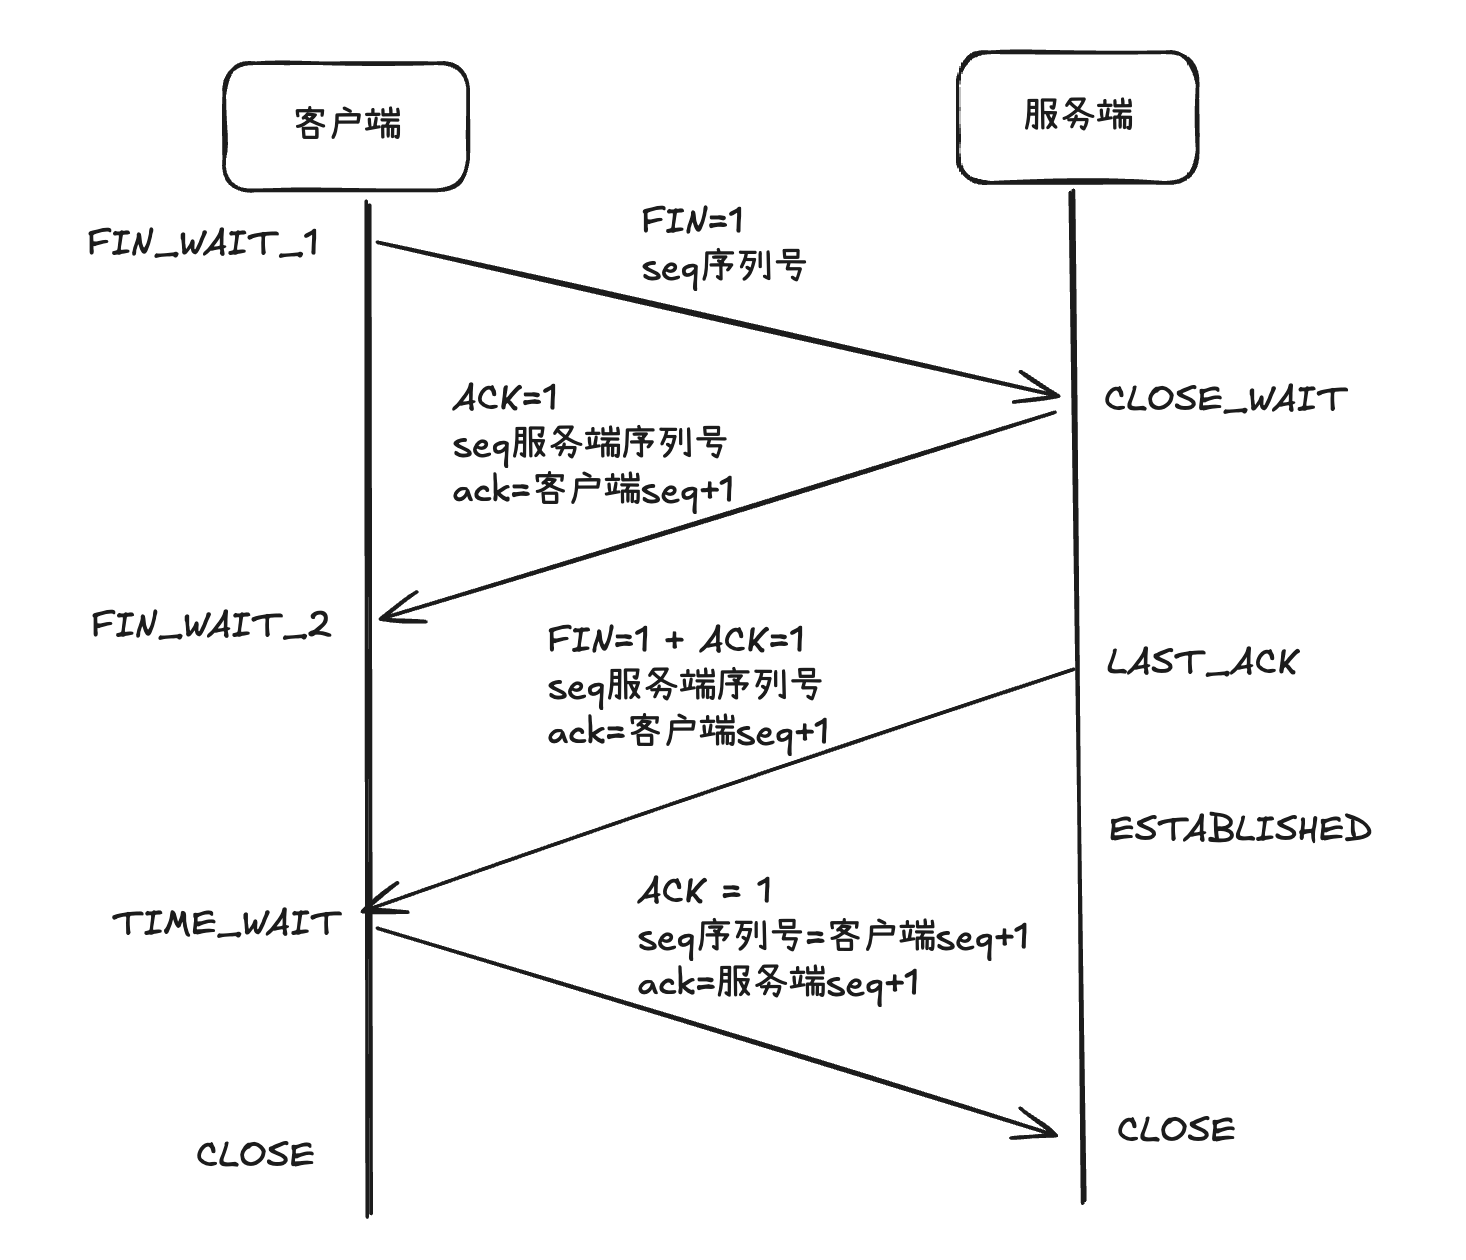 客户端
服务端
FIN_WAIT_1
FIN=1
seq序列号
CLOSE_WAIT
ACK=1
seq服务端序列号
ack=客户端seq+1
FIN_WAIT_2
FIN=1 + ACK=1
seq服务端序列号
ack=客户端seq+1
LAST_ACK
ESTABLISHED
TIME_WAIT
ACK = 1
seq序列号=客户端seq+1
ack=服务端seq+1
CLOSE
CLOSE